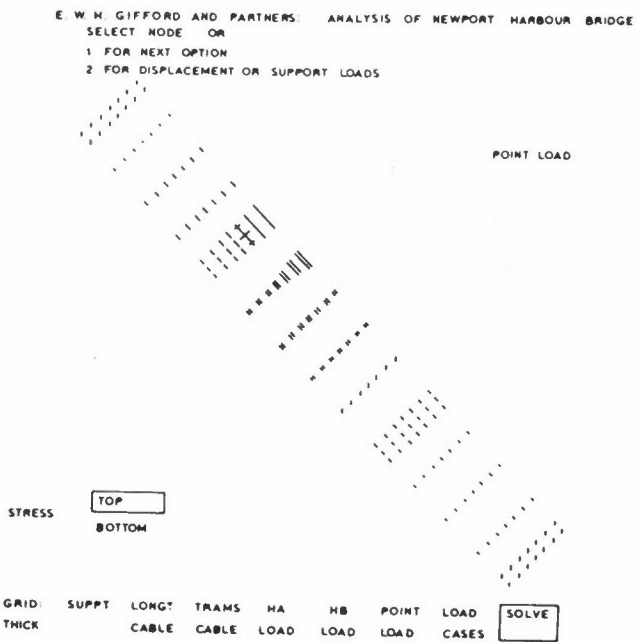 E. W. H. GIFFORD AND PARTNERS: ANALYSIS OF NEWPORT HARBOUR BRIDGE
SELECT NODE OR
1 FOR NEXT OPTION
2 FOR DISPLACEMENT OR SUPPORT LOADS
POINT LOAD
STRESS TOP
BOTTOM
GRID: SUPPT LONGT TRAMS HA HB POINT LOAD SOLVE
THICK CABLE CABLE LOAD LOAD LOAD CASES